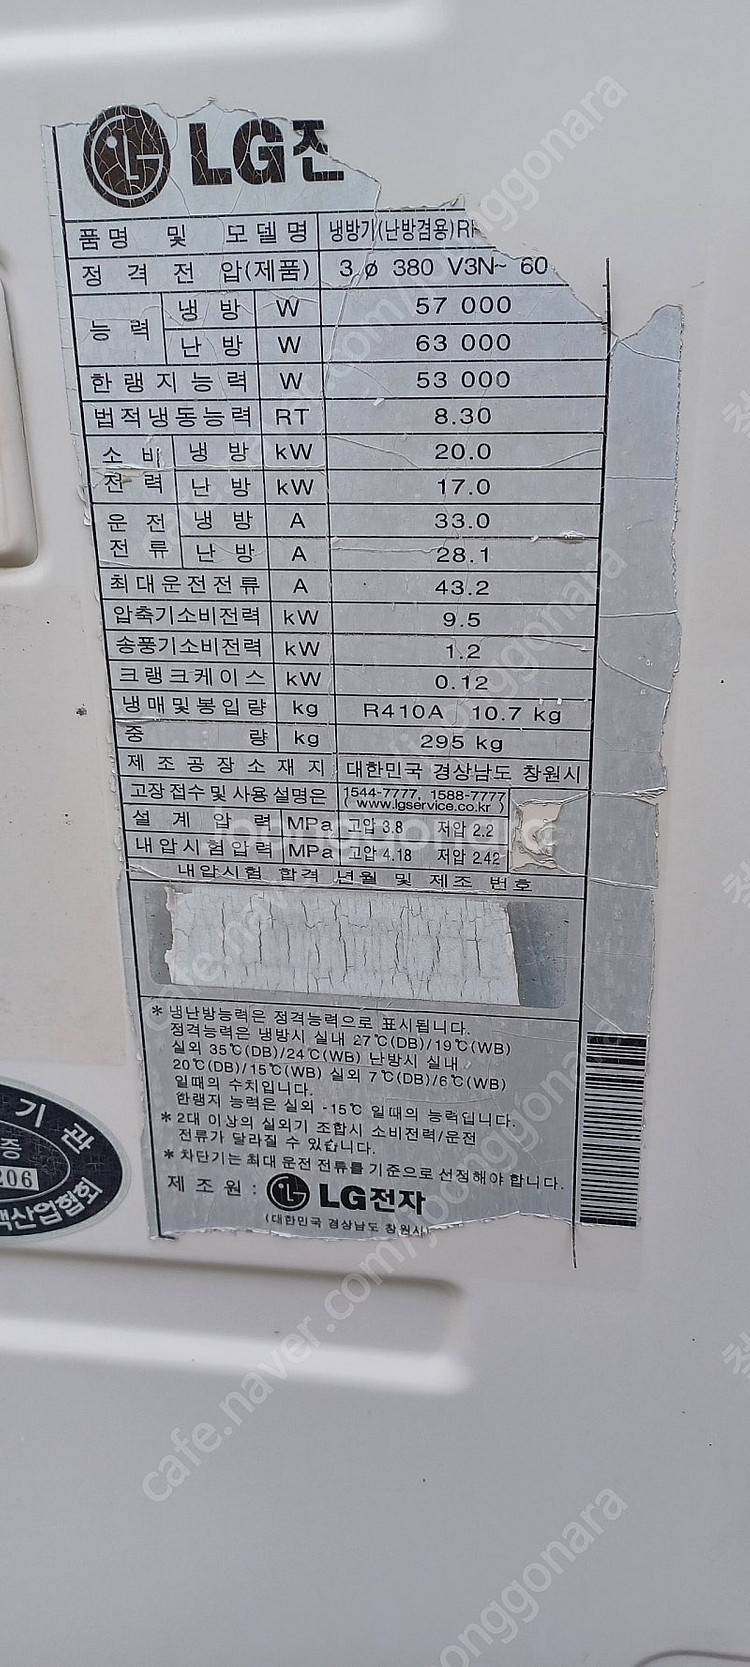 LG전
품명 및 모델명 냉방기(난방겸용)
정격전압(제품) 3 ø 380 V3N~ 60
능력 냉방 W 57 000
난방 W 63 000
한랭지능력 W 53 000
법적냉동능력 RT 8.30
소비전력 냉방 kW 20.0
난방 kW 17.0
운전전류 냉방 A 33.0
난방 A 28.1
최대운전전류 A 43.2
압축기소비전력 kW 9.5
송풍기소비전력 kW 1.2
크랭크케이스 kW 0.12
냉매및봉입량 kg R410A 10.7 kg
중량 kg 295 kg
제조공장소재지 대한민국 경상남도 창원시
고장접수및 사용설명은 1544-7777, 1588-7777
( www.lgservice.co.kr )
설계압력 MPa 고압 3.8 저압 2.2
내압시험압력 MPa 고압 4.18 저압 2.42
내압시험 합격 년월 및 제조 번호
* 냉난방능력은 정격능력으로 표시됩니다.
정격능력은 냉방시 실내 27℃(DB)/19℃(WB)
실외 35℃(DB)/24℃(WB) 난방시 실내
20℃(DB)/15℃(WB) 실외 7℃(DB)/6℃(WB)
일때의 수치입니다.
한랭지 능력은 실외 -15℃ 일때의 능력입니다.
* 2대 이상의 실외기 조합시 소비전력/운전
전류가 달라질 수 있습니다.
* 차단기는 최대 운전 전류를 기준으로 선정해야 합니다.
제조원 : LG전자
(대한민국 경상남도 창원시
기관
증
206
산업협회
cafe.naver.com/joonggonara
joonggonara